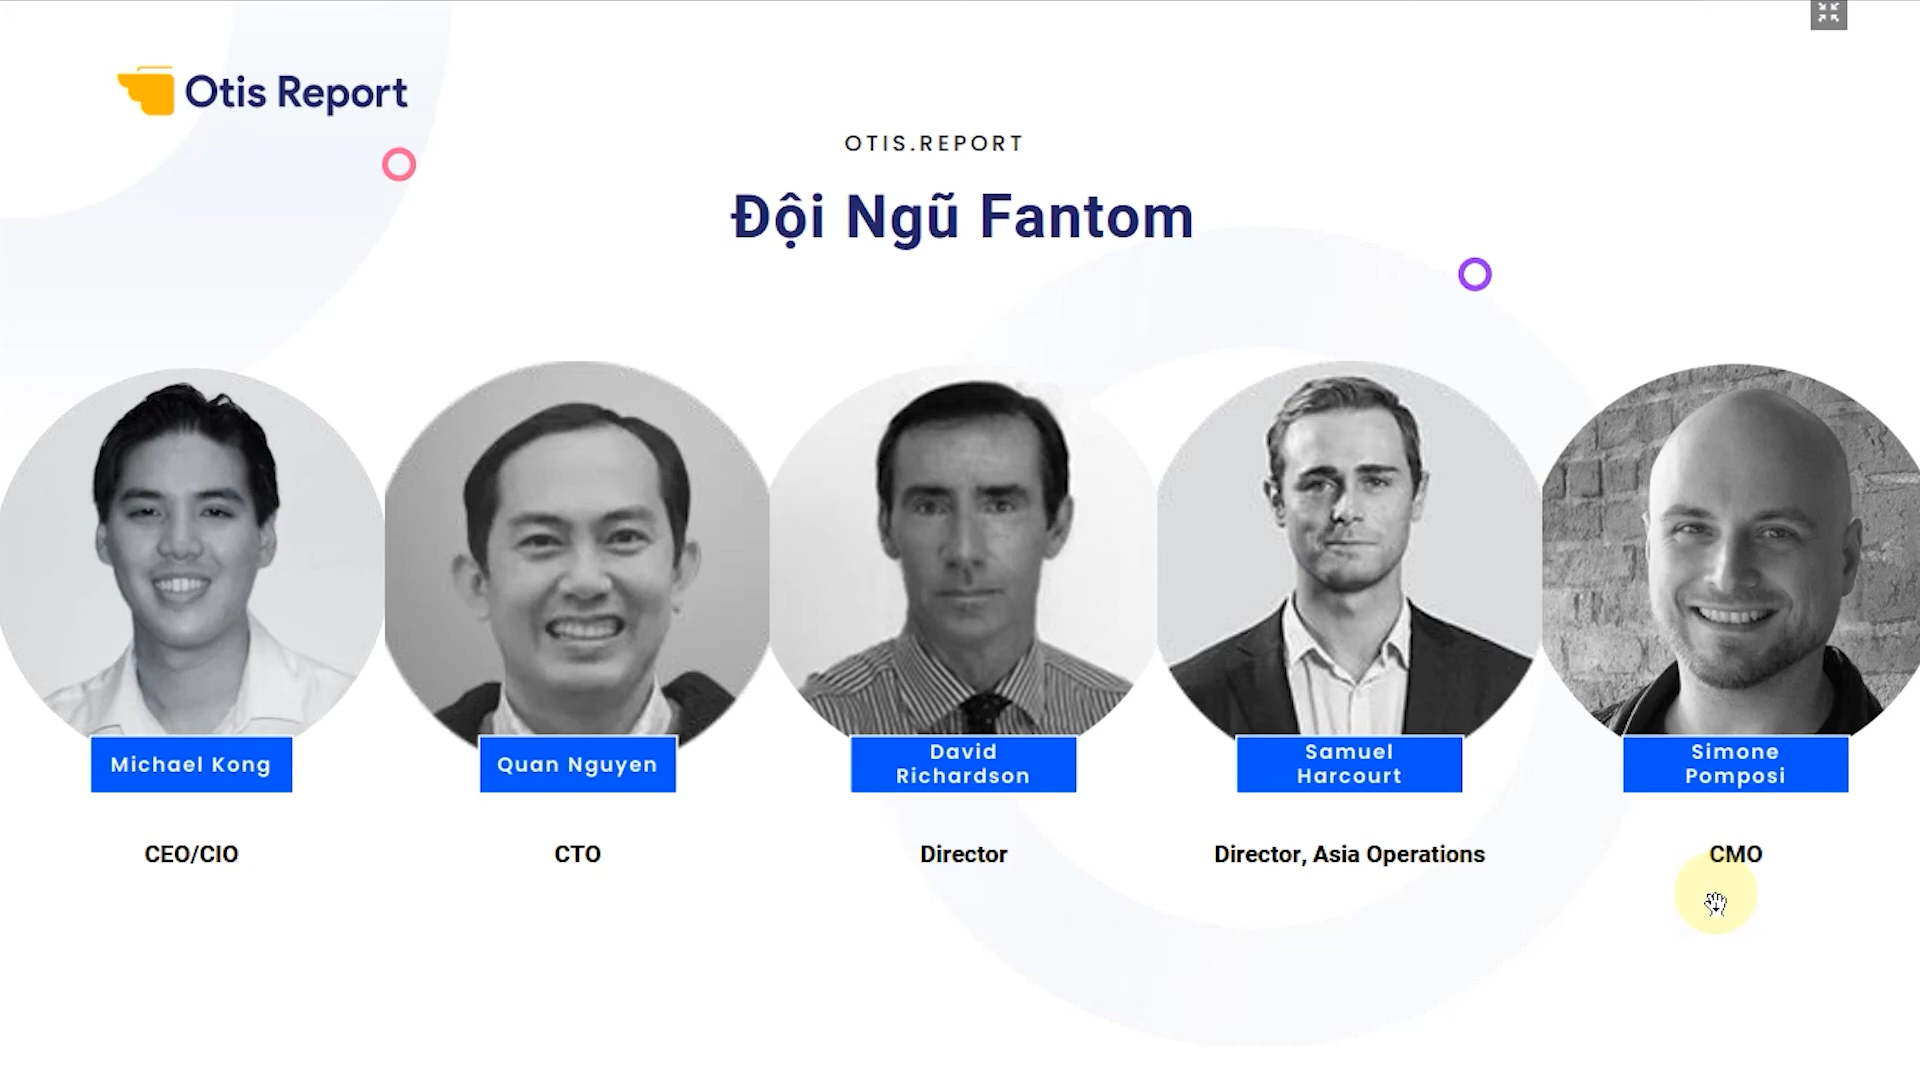 Otis Report
OTIS.REPORT
Đội Ngũ Fantom
Michael Kong
Quan Nguyen
David
Richardson
Samuel
Harcourt
Simone
Pomposi
CEO/CIO
CTO
Director
Director, Asia Operations
CMO